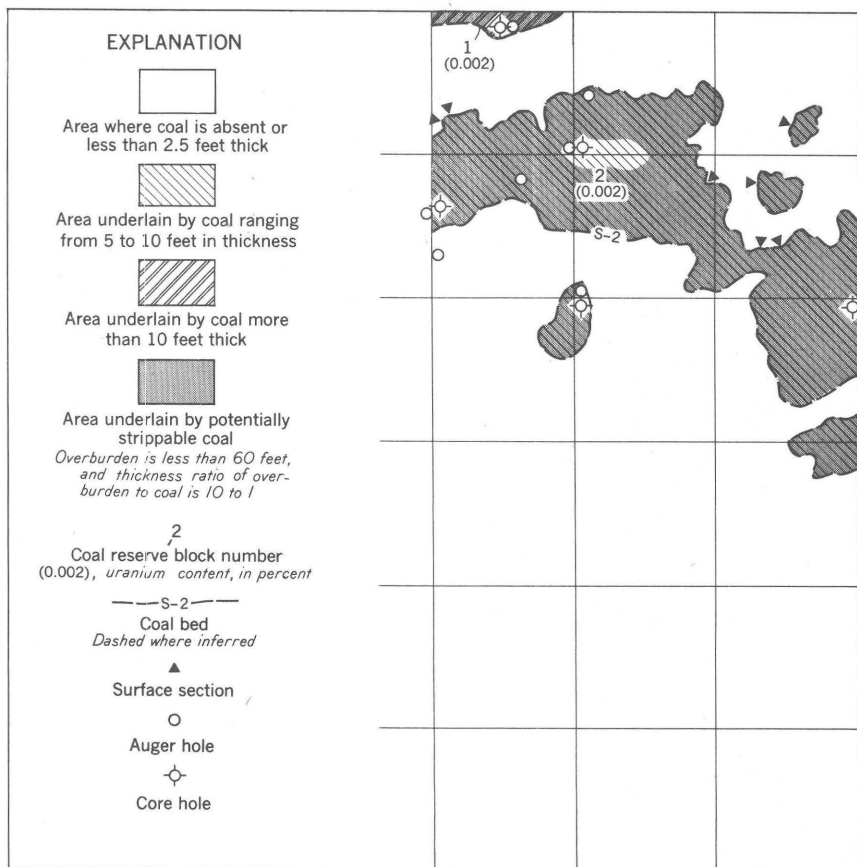 EXPLANATION
Area where coal is absent or
less than 2.5 feet thick
Area underlain by coal ranging
from 5 to 10 feet in thickness
Area underlain by coal more
than 10 feet thick
Area underlain by potentially
strippable coal
Overburden is less than 60 feet,
and thickness ratio of over-
burden to coal is 10 to 1
2
Coal reserve block number
(0.002), uranium content, in percent
S-2
Coal bed
Dashed where inferred
Surface section
Auger hole
Core hole
1
(0.002)
2
(0.002)
S-2